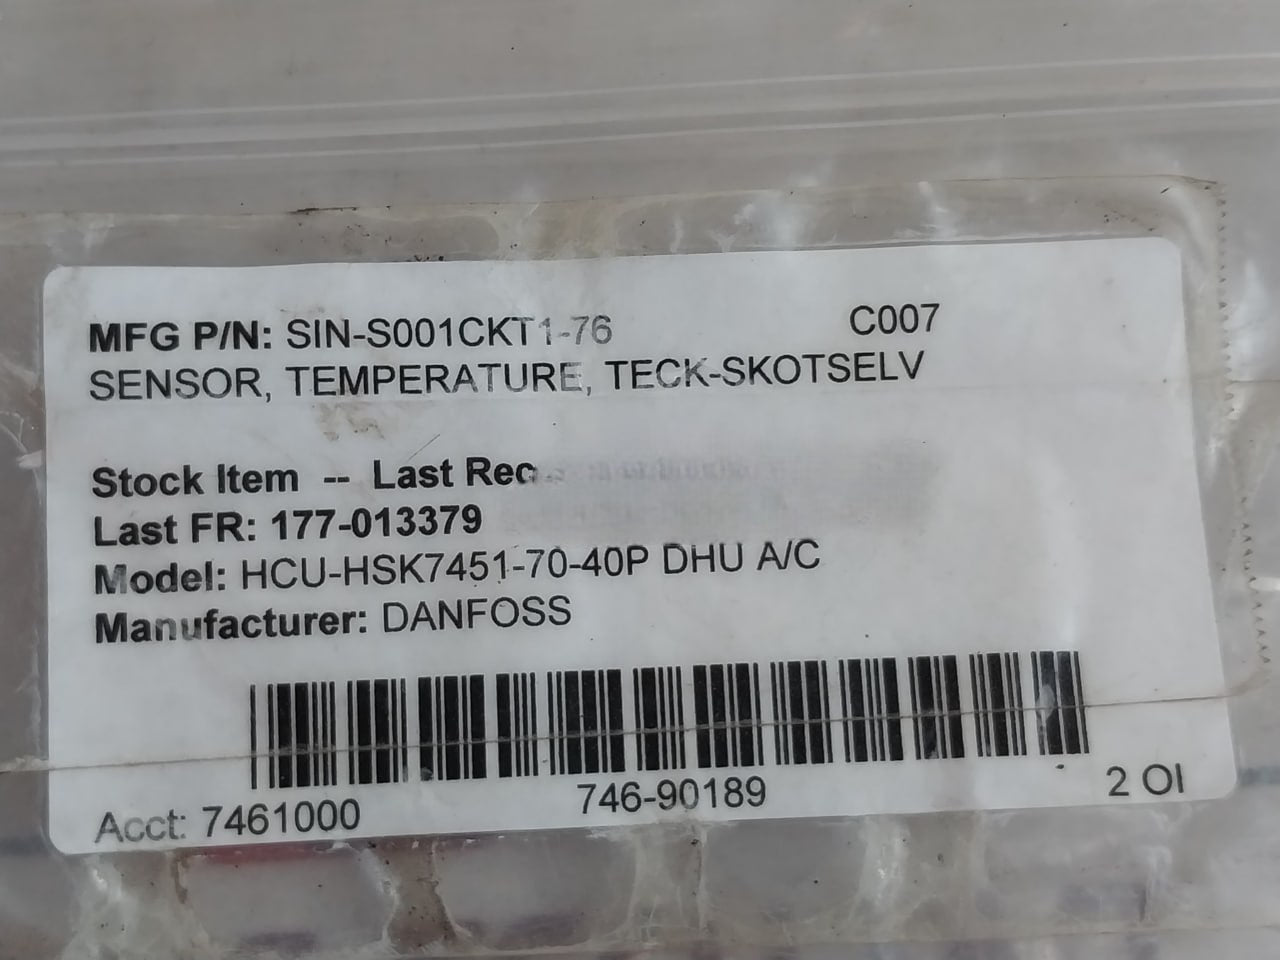 MFG P/N: SIN-S001CKT1-76 C007
SENSOR, TEMPERATURE, TECK-SKOTSELV
Stock Item -- Last Rec
Last FR: 177-013379
Model: HCU-HSK7451-70-40P DHU A/C
Manufacturer: DANFOSS
Acct: 7461000 746-90189 2 OI